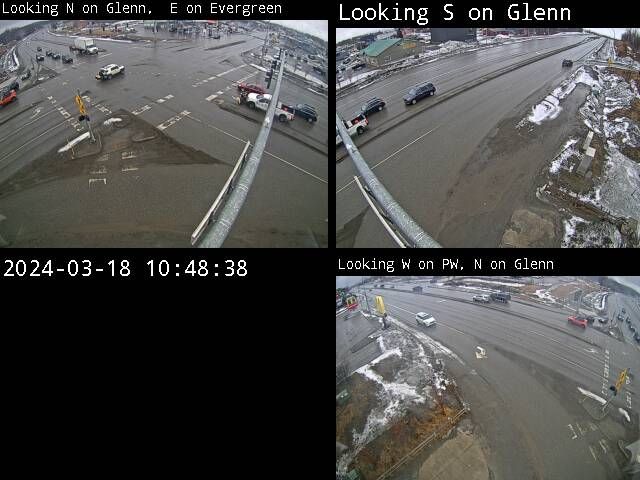 Looking N on Glenn,  E on Evergreen
Looking S on Glenn
2024-03-18 10:48:38
Looking W on PW, N on Glenn